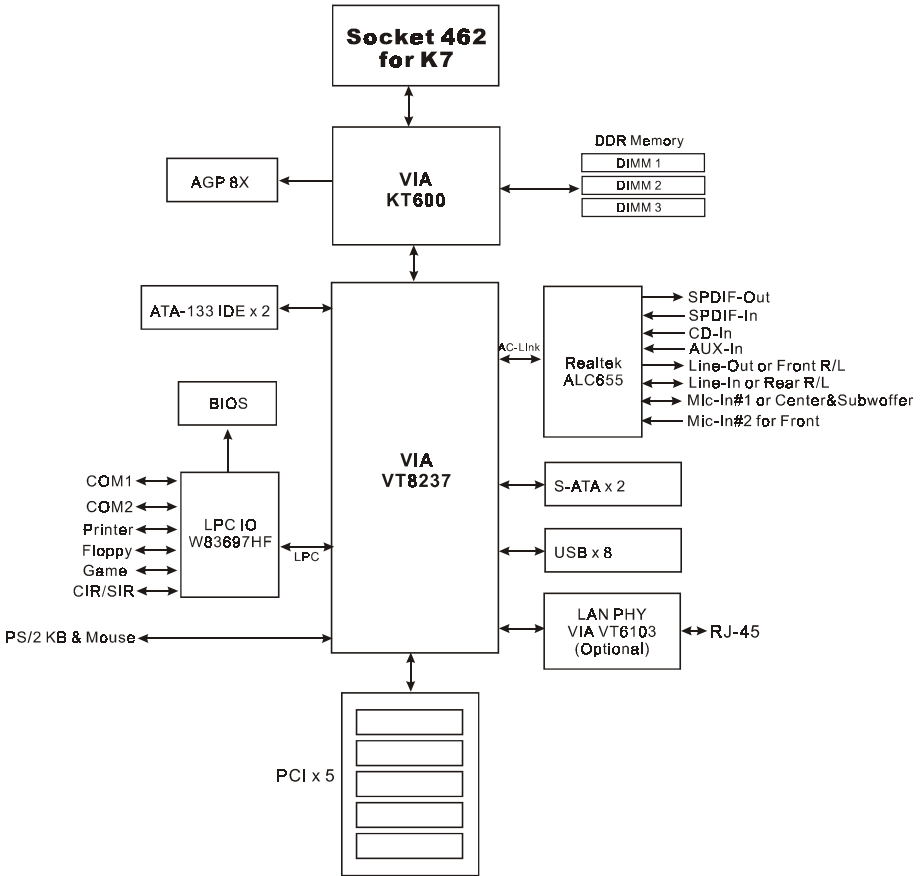 Socket 462
for K7
DDR Memory
DIMM 1
DIMM 2
DIMM 3
AGP 8X
VIA
KT600
ATA-133 IDE x 2
AC-Link
Realtek
ALC655
SPDIF-Out
SPDIF-In
CD-In
AUX-In
Line-Out or Front R/L
Line-In or Rear R/L
Mic-In#1 or Center&Subwoffer
Mic-In#2 for Front
BIOS
VIA
VT8237
COM1
COM2
Printer
Floppy
Game
CIR/SIR
LPC IO
W83697HF
LPC
S-ATA x 2
USB x 8
LAN PHY
VIA VT6103
(Optional)
RJ-45
PS/2 KB & Mouse
PCI x 5